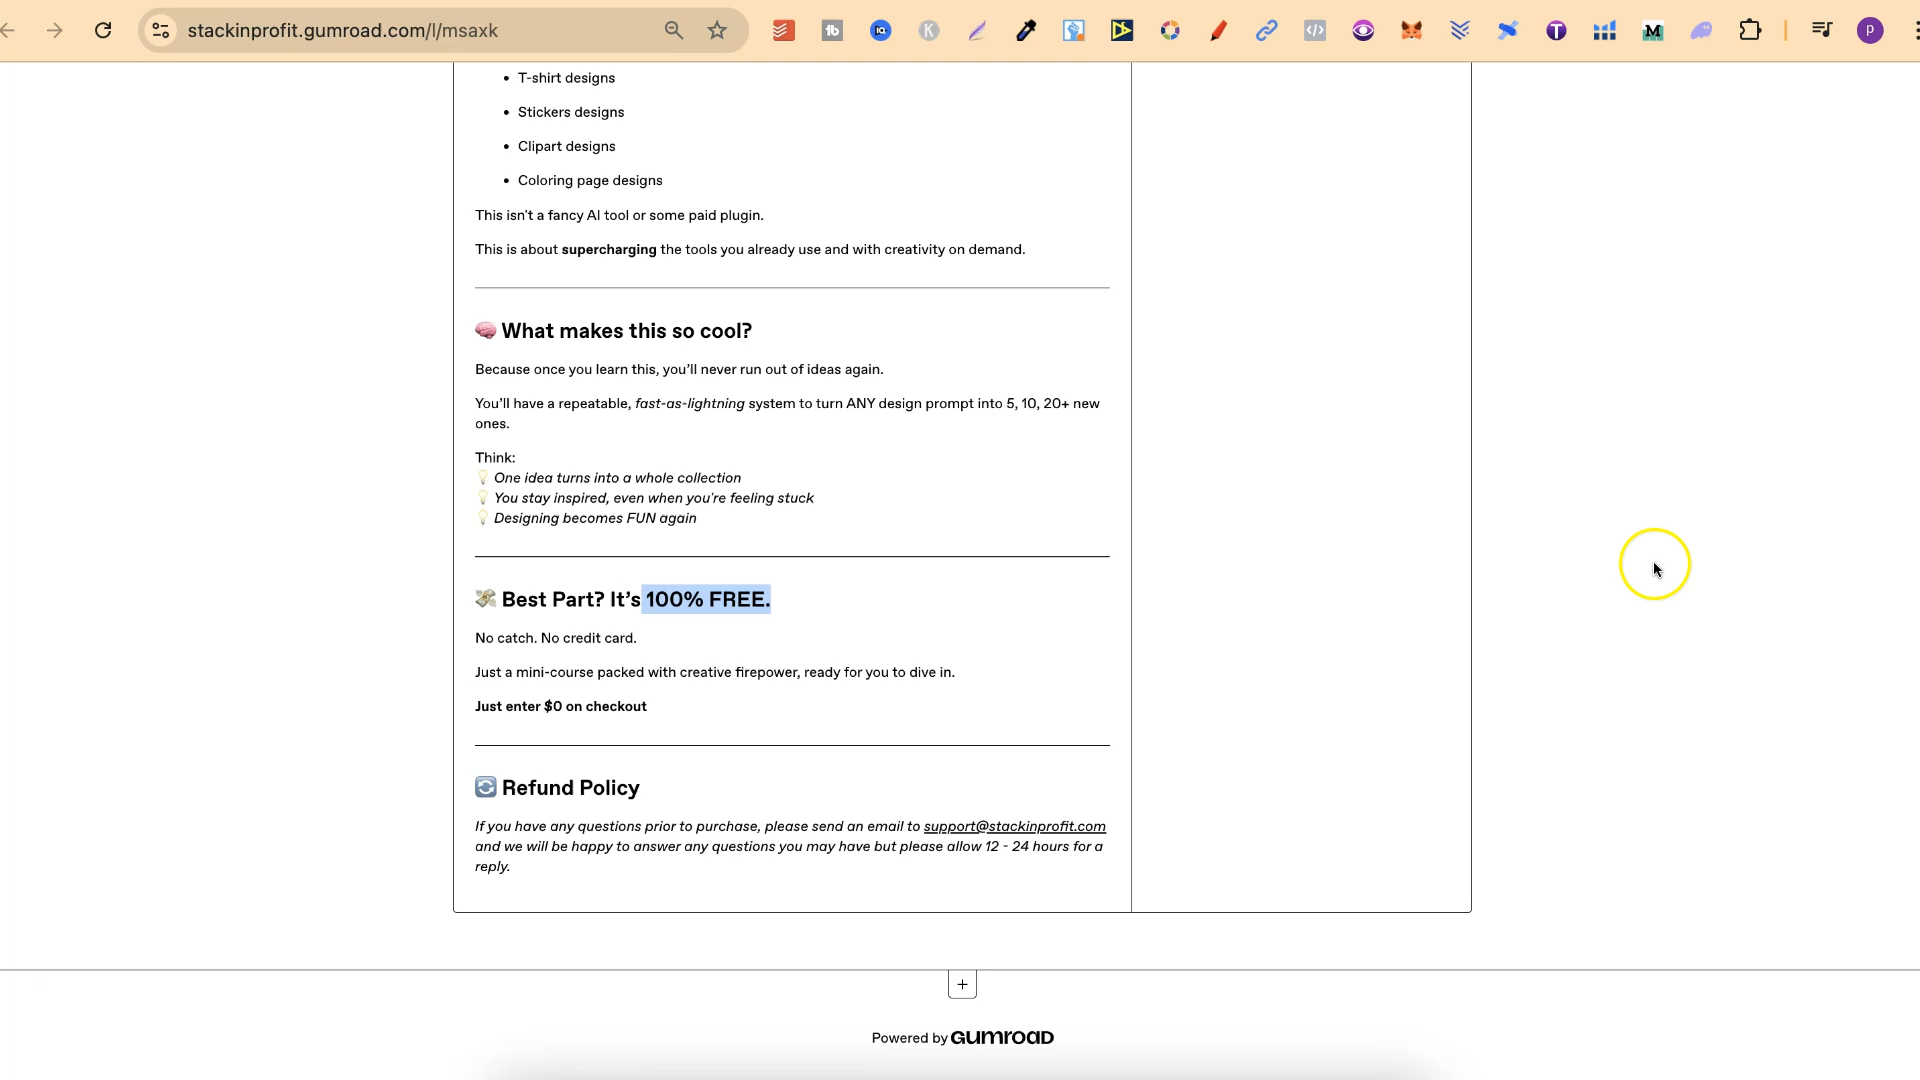 stackinprofit.gumroad.com/l/msaxk
T-shirt designs
Stickers designs
Clipart designs
Coloring page designs
This isn't a fancy AI tool or some paid plugin.
This is about supercharging the tools you already use and with creativity on demand.
🧠 What makes this so cool?
Because once you learn this, you’ll never run out of ideas again.
You’ll have a repeatable, fast-as-lightning system to turn ANY design prompt into 5, 10, 20+ new
ones.
Think:
💡 One idea turns into a whole collection
💡 You stay inspired, even when you're feeling stuck
💡 Designing becomes FUN again
💸 Best Part? It’s 100% FREE.
No catch. No credit card.
Just a mini-course packed with creative firepower, ready for you to dive in.
Just enter $0 on checkout
🔄 Refund Policy
If you have any questions prior to purchase, please send an email to support@stackinprofit.com
and we will be happy to answer any questions you may have but please allow 12 - 24 hours for a
reply.
+
Powered by GUMROAD